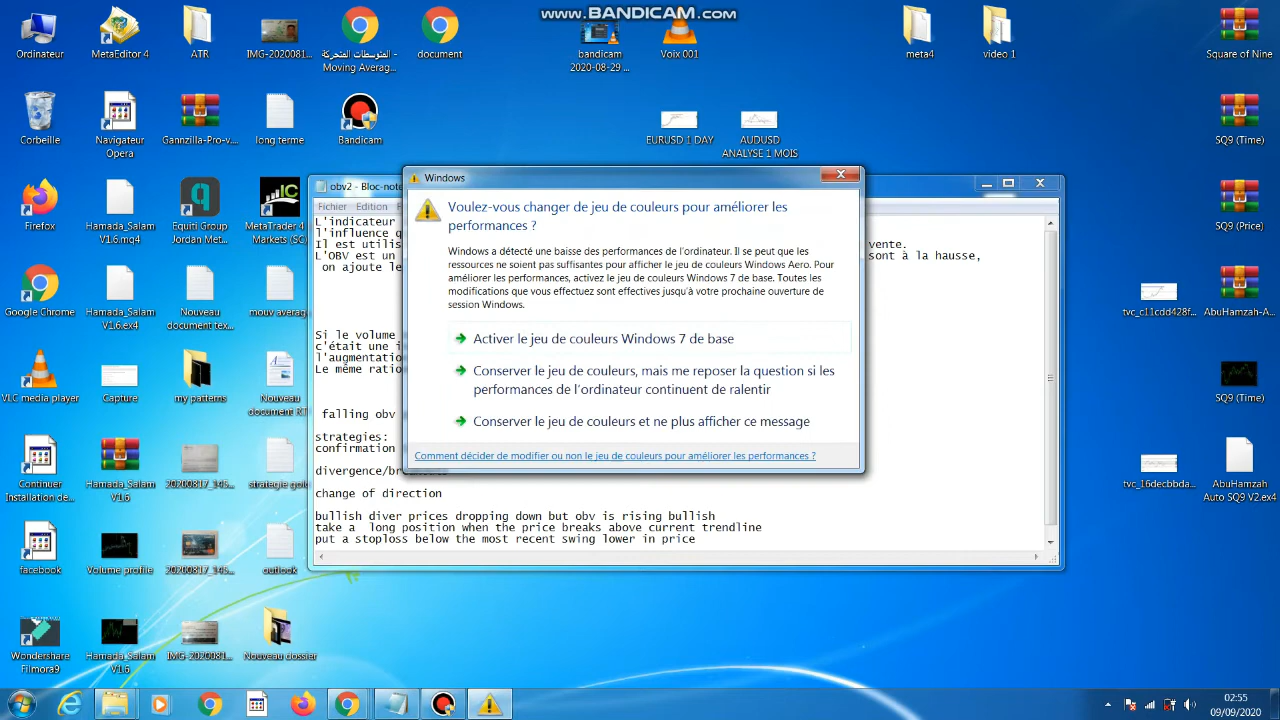 www.BANDICAM.com
Ordinateur
MetaEditor 4
ATR
IMG-2020081...
المتوسطات المتحركة -
Moving Averag...
document
bandicam
2020-08-29 ...
Voix 001
meta4
video 1
Square of Nine
Corbeille
Navigateur
Opera
Gannzilla-Pro-v...
long terme
Bandicam
EURUSD 1 DAY
AUDUSD
ANALYSE 1 MOIS
SQ9 (Time)
Firefox
Hamada_Salam
V1.6.mq4
Equiti Group
Jordan Met...
MetaTrader 4
Markets (SC)
SQ9 (Price)
Google Chrome
Hamada_Salam
V1.6.ex4
Nouveau
document tex...
mouv averag
tvc_c11cdd428f...
AbuHamzah-A...
VLC media player
Capture
my patterns
Nouveau
document RT
SQ9 (Time)
Continuer
Installation de...
Hamada_Salam
V1.6
20200817_143...
strategie gold
tvc_16decbbda...
AbuHamzah
Auto SQ9 V2.ex4
facebook
Volume profile
20200817_143...
outlook
Wondershare
Filmora9
Hamada_Salam
V1.6
IMG-2020081...
Nouveau dossier
obv2 - Bloc-note
Fichier Edition F
L'indicateur
l'influence q
Il est utilis vente.
L'OBV est un sont à la hausse,
on ajoute le
Si le volume
c'était une i
l'augmentatio
Le même ratio
falling obv
strategies:
confirmation
change of direction
bullish diver prices dropping down but obv is rising bullish
take a long position when the price breaks above current trendline
put a stoploss below the most recent swing lower in price
Windows
Voulez-vous changer de jeu de couleurs pour améliorer les
performances ?
Windows a détecté une baisse des performances de l'ordinateur. Il se peut que les
ressources ne soient pas suffisantes pour afficher le jeu de couleurs Windows Aero. Pour
améliorer les performances, activez le jeu de couleurs Windows 7 de base. Toutes les
modifications que vous effectuez sont effectives jusqu'à votre prochaine ouverture de
session Windows.
Activer le jeu de couleurs Windows 7 de base
Conserver le jeu de couleurs, mais me reposer la question si les
performances de l'ordinateur continuent de ralentir
Conserver le jeu de couleurs et ne plus afficher ce message
Comment décider de modifier ou non le jeu de couleurs pour améliorer les performances ?
02:55
09/09/2020